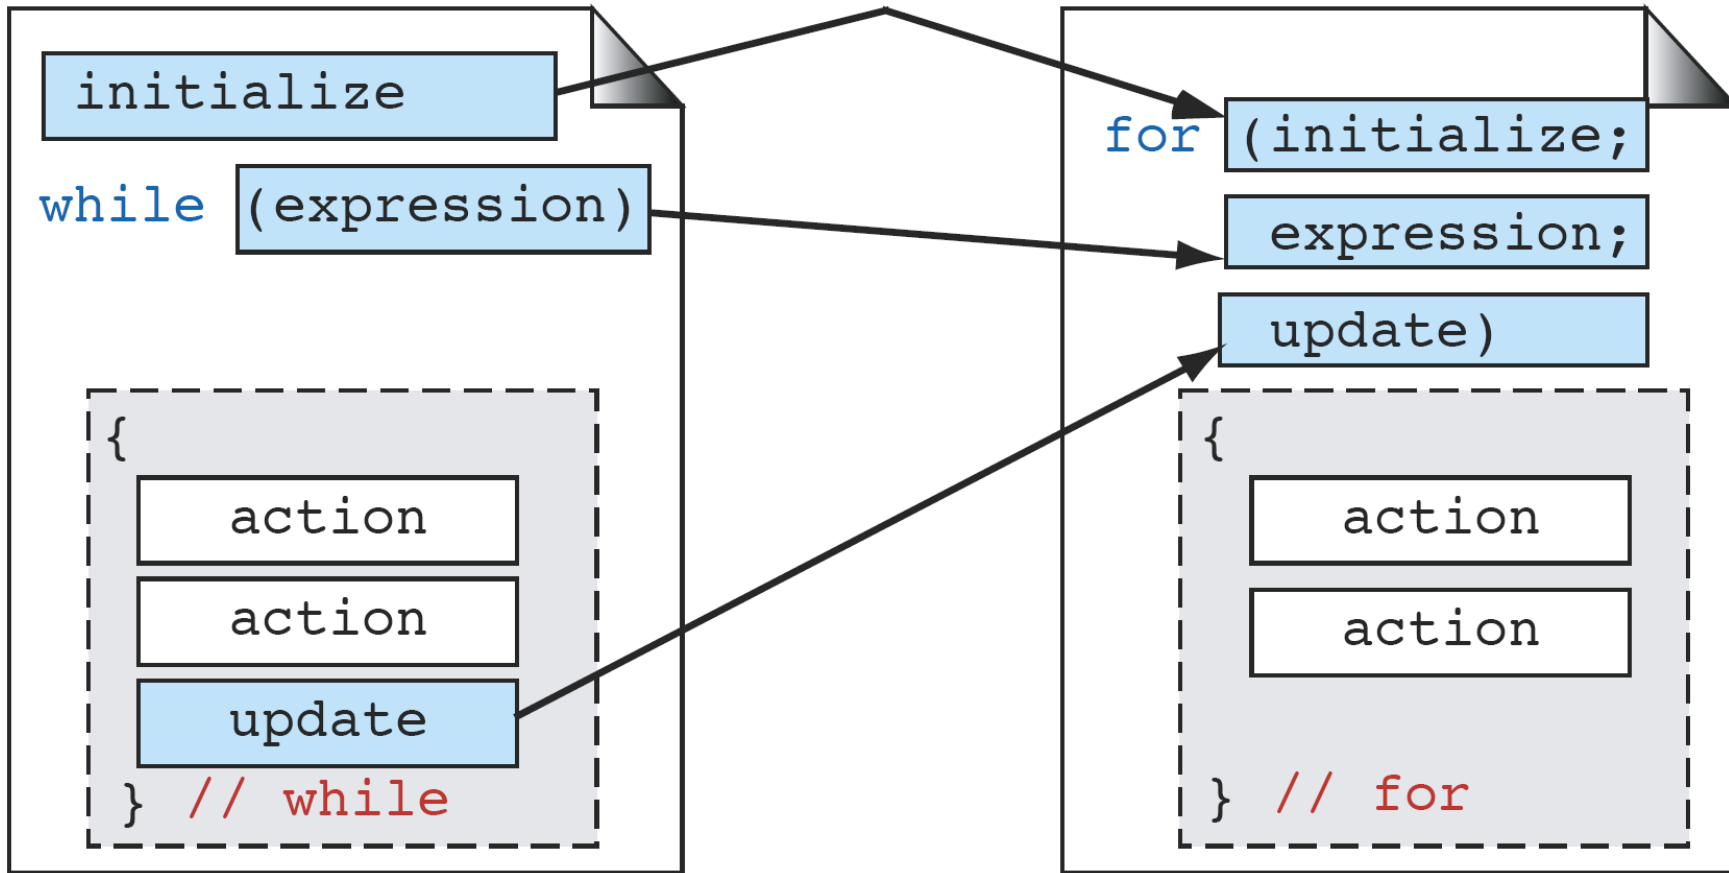 initialize
while (expression)
{
action
action
update
} // while
for (initialize;
expression;
update)
{
action
action
} // for